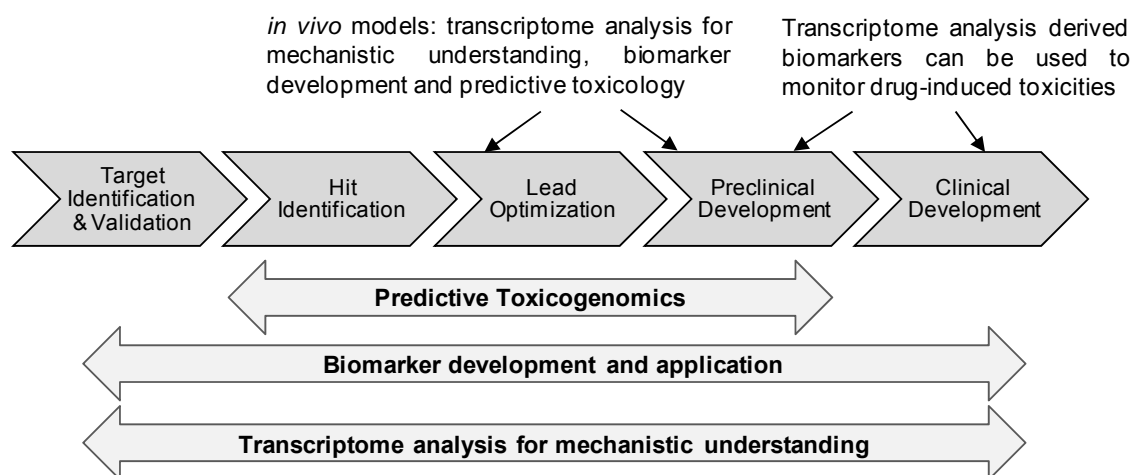 in vivo models: transcriptome analysis for
mechanistic understanding, biomarker
development and predictive toxicology
Transcriptome analysis derived
biomarkers can be used to
monitor drug-induced toxicities
Target
Identification
& Validation
Hit
Identification
Lead
Optimization
Preclinical
Development
Clinical
Development
Predictive Toxicogenomics
Biomarker development and application
Transcriptome analysis for mechanistic understanding